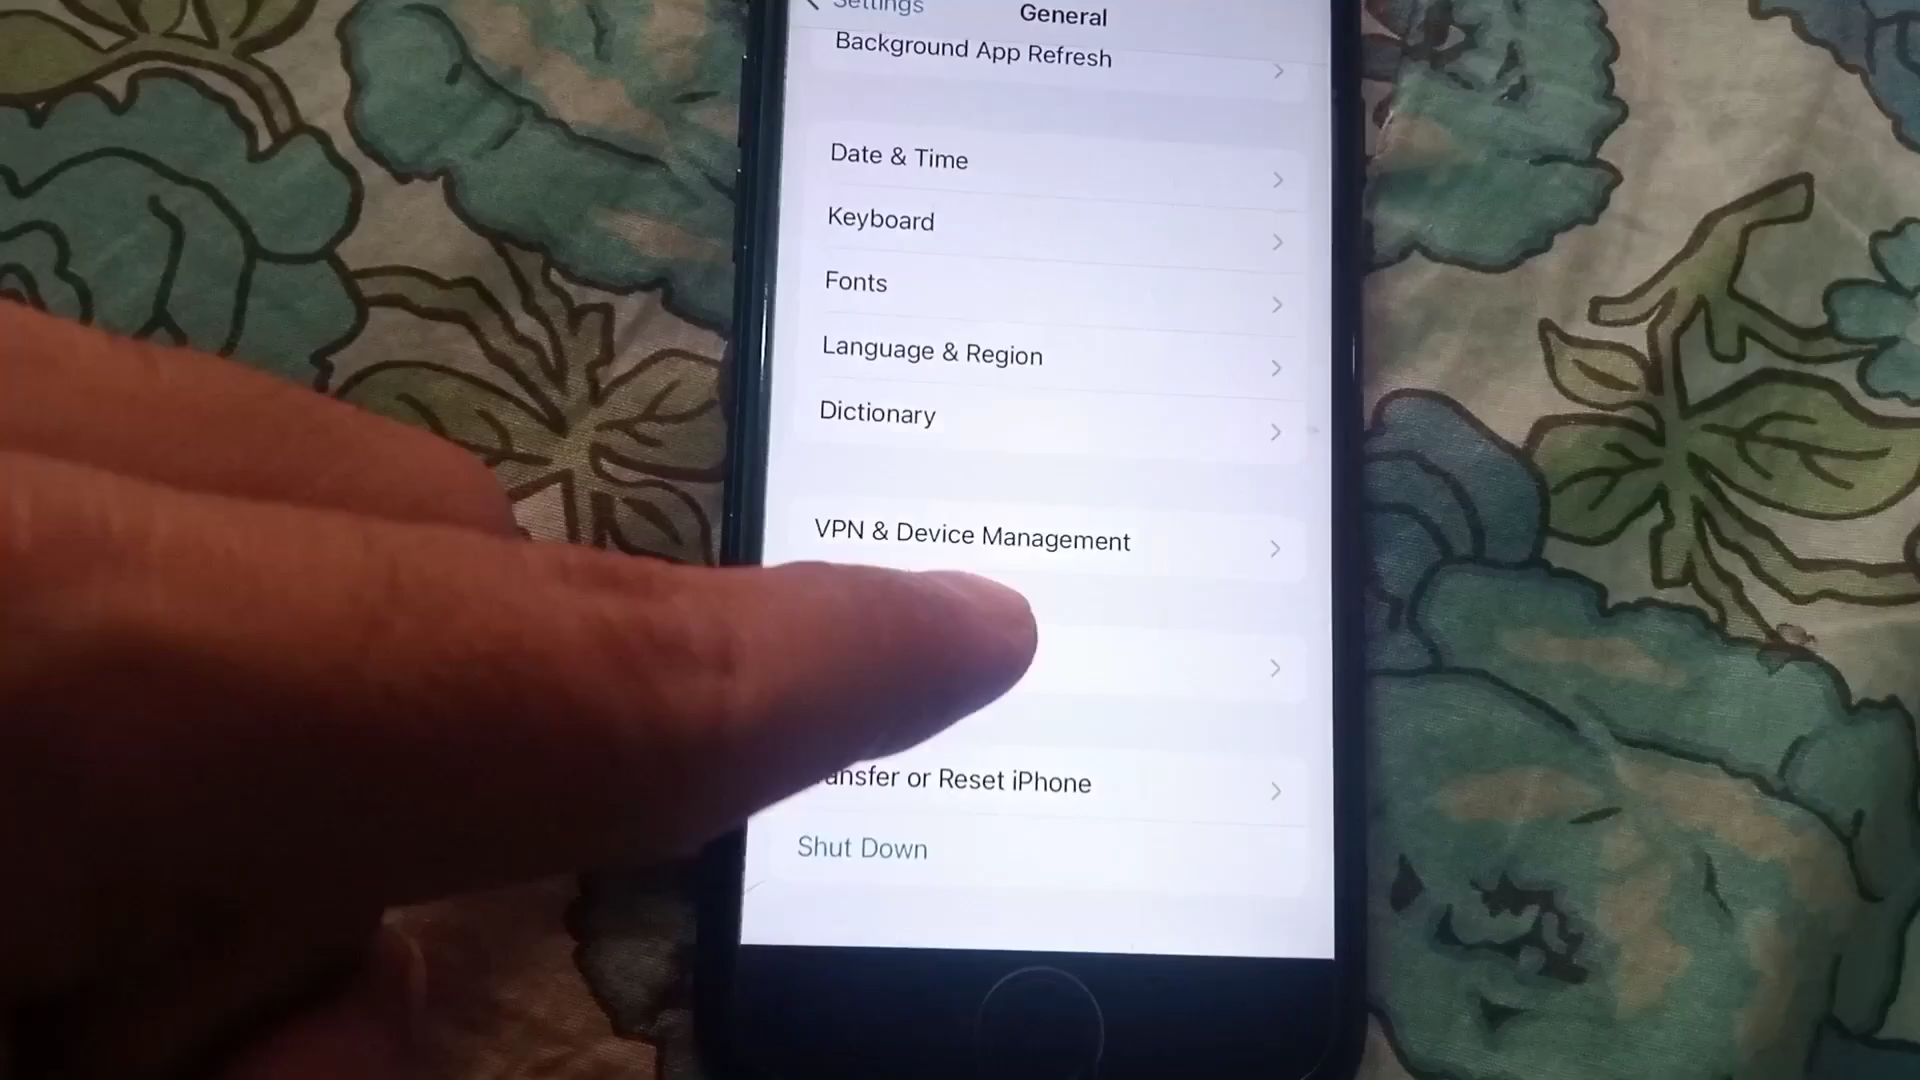 Settings
General
Background App Refresh
Date & Time
Keyboard
Fonts
Language & Region
Dictionary
VPN & Device Management
ansfer or Reset iPhone
Shut Down